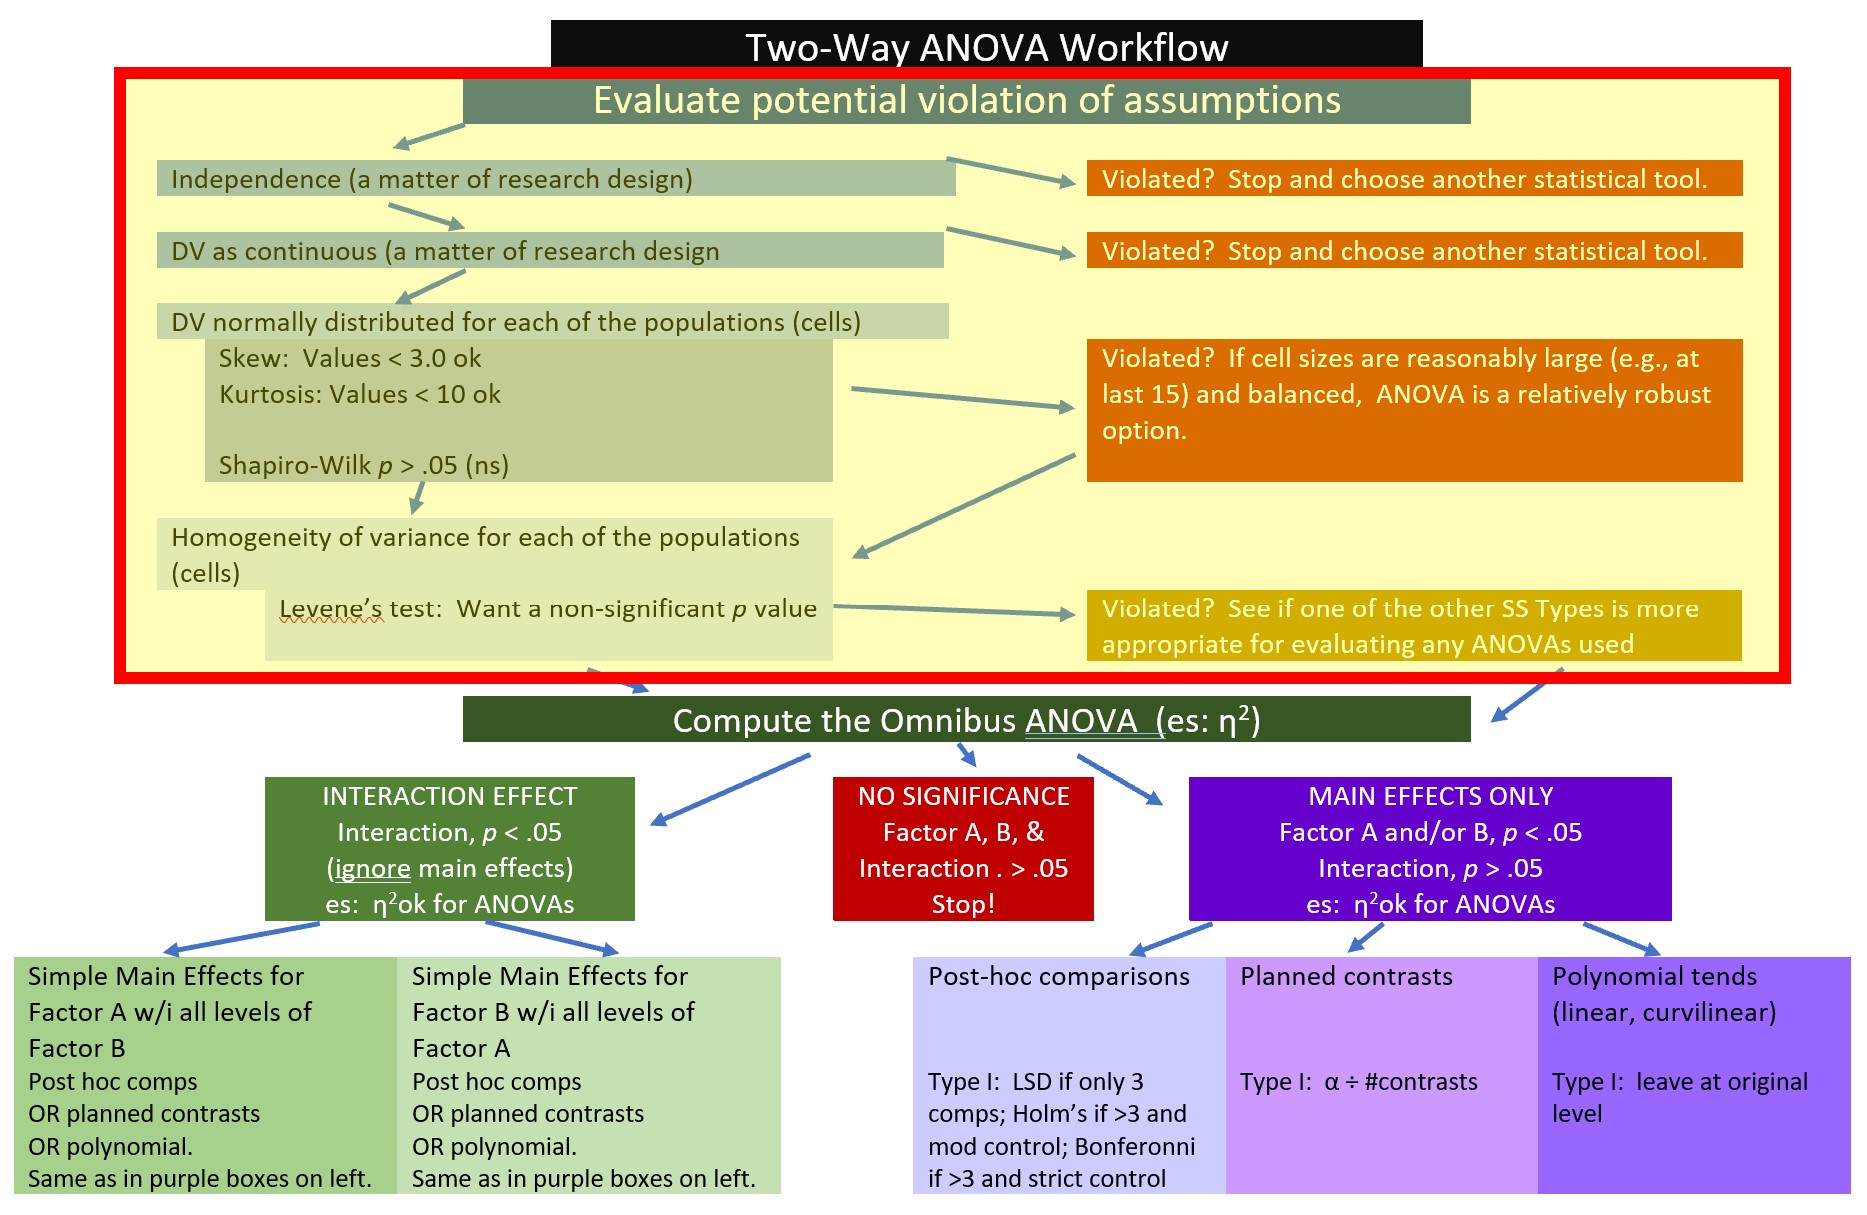 Two-Way ANOVA Workflow
Evaluate potential violation of assumptions
Independence (a matter of research design)
Violated?  Stop and choose another statistical tool.
DV as continuous (a matter of research design
Violated?  Stop and choose another statistical tool.
DV normally distributed for each of the populations (cells)
Skew:  Values < 3.0 ok
Kurtosis: Values < 10 ok
Shapiro-Wilk p > .05 (ns)
Violated?  If cell sizes are reasonably large (e.g., at
last 15) and balanced,  ANOVA is a relatively robust
option.
Homogeneity of variance for each of the populations
(cells)
Levene’s test:  Want a non-significant p value
Violated?  See if one of the other SS Types is more
appropriate for evaluating any ANOVAs used
Compute the Omnibus ANOVA  (es: η²)
INTERACTION EFFECT
Interaction, p < .05
(ignore main effects)
es:  η²ok for ANOVAs
NO SIGNIFICANCE
Factor A, B, &
Interaction . > .05
Stop!
MAIN EFFECTS ONLY
Factor A and/or B, p < .05
Interaction, p > .05
es:  η²ok for ANOVAs
Simple Main Effects for
Factor A w/i all levels of
Factor B
Post hoc comps
OR planned contrasts
OR polynomial.
Same as in purple boxes on left.
Simple Main Effects for
Factor B w/i all levels of
Factor A
Post hoc comps
OR planned contrasts
OR polynomial.
Same as in purple boxes on left.
Post-hoc comparisons
Type I:  LSD if only 3
comps; Holm’s if >3 and
mod control; Bonferonni
if >3 and strict control
Planned contrasts
Type I:  α ÷ #contrasts
Polynomial tends
(linear, curvilinear)
Type I:  leave at original
level